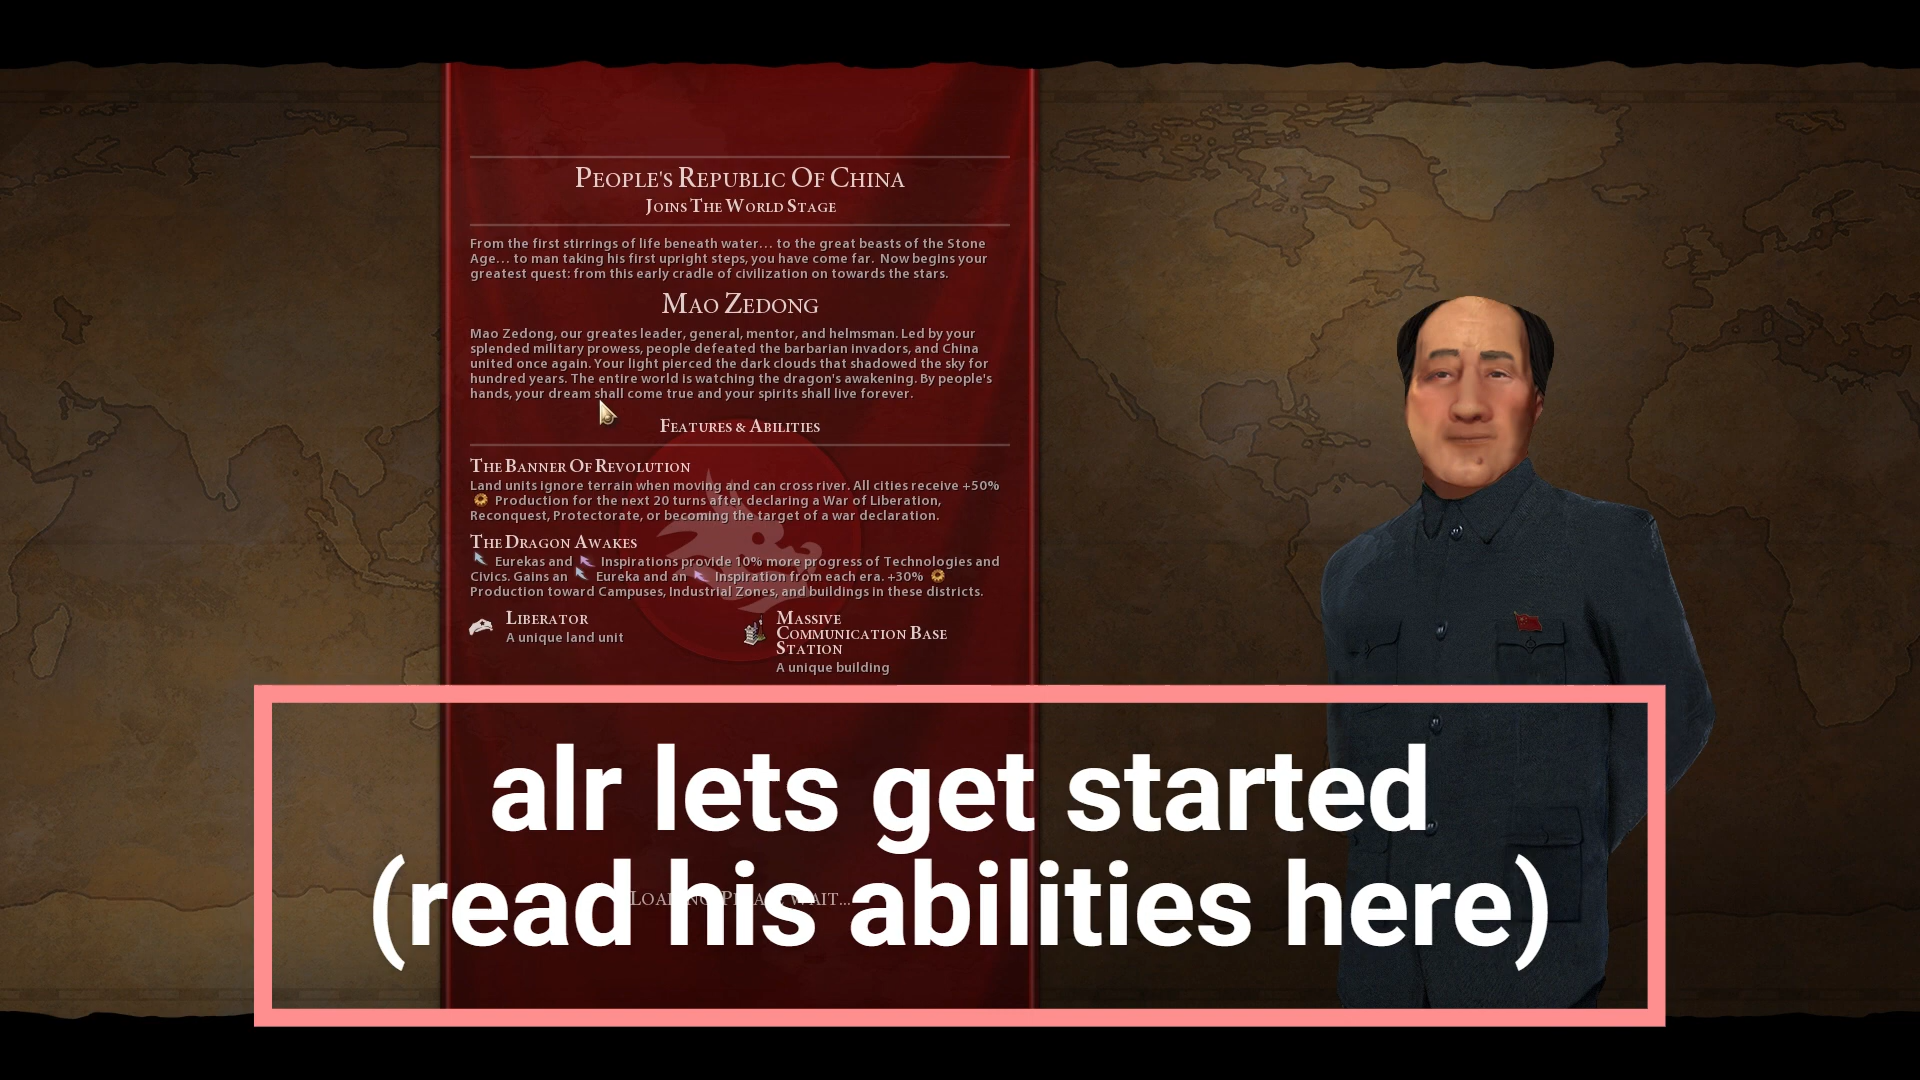 People's Republic Of China
Joins The World Stage
From the first stirrings of life beneath water... to the great beasts of the Stone
Age... to man taking his first upright steps, you have come far. Now begins your
greatest quest: from this early cradle of civilization on towards the stars.
Mao Zedong
Mao Zedong, our greates leader, general, mentor, and helmsman. Led by your
splended military prowess, people defeated the barbarian invadors, and China
united once again. Your light pierced the dark clouds that shadowed the sky for
hundred years. The entire world is watching the dragon's awakening. By people's
hands, your dream shall come true and your spirits shall live forever.
Features & Abilities
The Banner Of Revolution
Land units ignore terrain when moving and can cross river. All cities receive +50%
Production for the next 20 turns after declaring a War of Liberation,
Reconquest, Protectorate, or becoming the target of a war declaration.
The Dragon Awakes
Eurekas and Inspirations provide 10% more progress of Technologies and
Civics. Gains an Eureka and an Inspiration from each era. +30%
Production toward Campuses, Industrial Zones, and buildings in these districts.
Liberator
A unique land unit
Massive
Communication Base
Station
A unique building
alr lets get started
(read his abilities here)